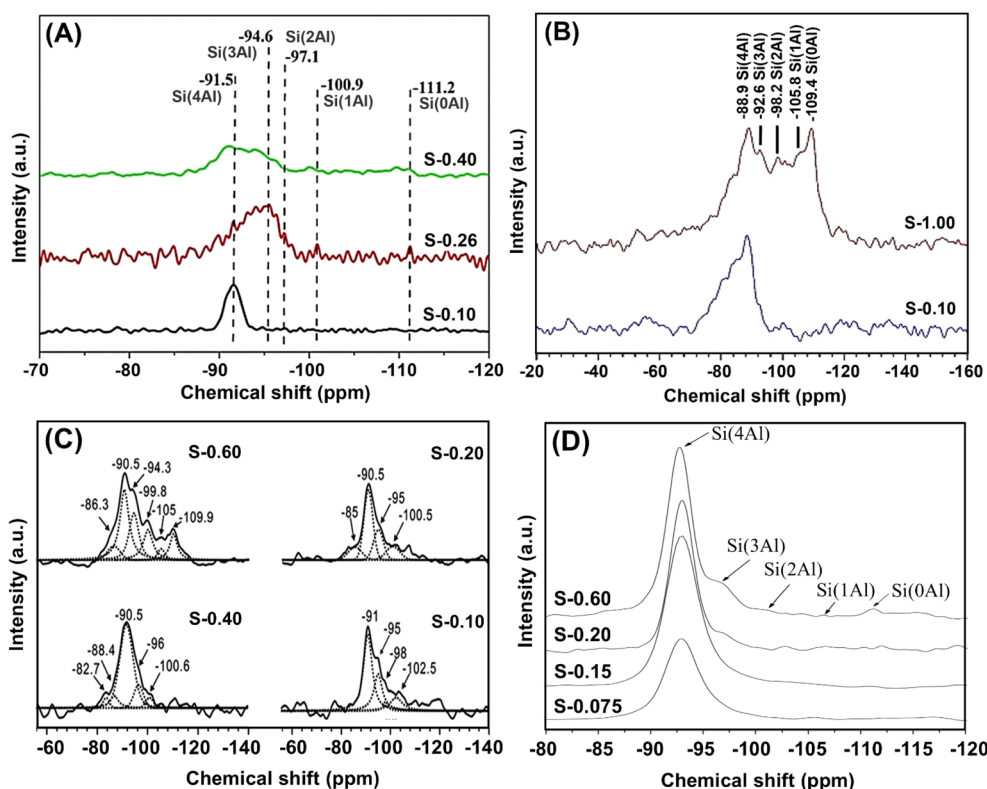 (A)
-94.6
Si(3Al)
Si(2Al)
-97.1
-91.5
Si(4Al)
-100.9
Si(1Al)
-111.2
Si(0Al)
S-0.40
S-0.26
S-0.10
Intensity (a.u.)
-70 -80 -90 -100 -110 -120
Chemical shift (ppm)
(B)
-88.9 Si(4Al)
-92.6 Si(3Al)
-98.2 Si(2Al)
-105.8 Si(1Al)
-109.4 Si(0Al)
S-1.00
S-0.10
Intensity (a.u.)
-20 -40 -60 -80 -100 -120 -140 -160
Chemical shift (ppm)
(C)
S-0.60
-90.5
-94.3
-86.3
-99.8
-105
-109.9
S-0.20
-90.5
-85
-95
-100.5
S-0.40
-90.5
-88.4
-82.7
-96
-100.6
S-0.10
-91
-95
-98
-102.5
Intensity (a.u.)
-60 -80 -100 -120 -140 -60 -80 -100 -120 -140
Chemical shift (ppm)
(D)
Si(4Al)
Si(3Al)
Si(2Al)
Si(1Al)
Si(0Al)
S-0.60
S-0.20
S-0.15
S-0.075
Intensity (a.u.)
-80 -85 -90 -95 -100 -105 -110 -115 -120
Chemical shift (ppm)